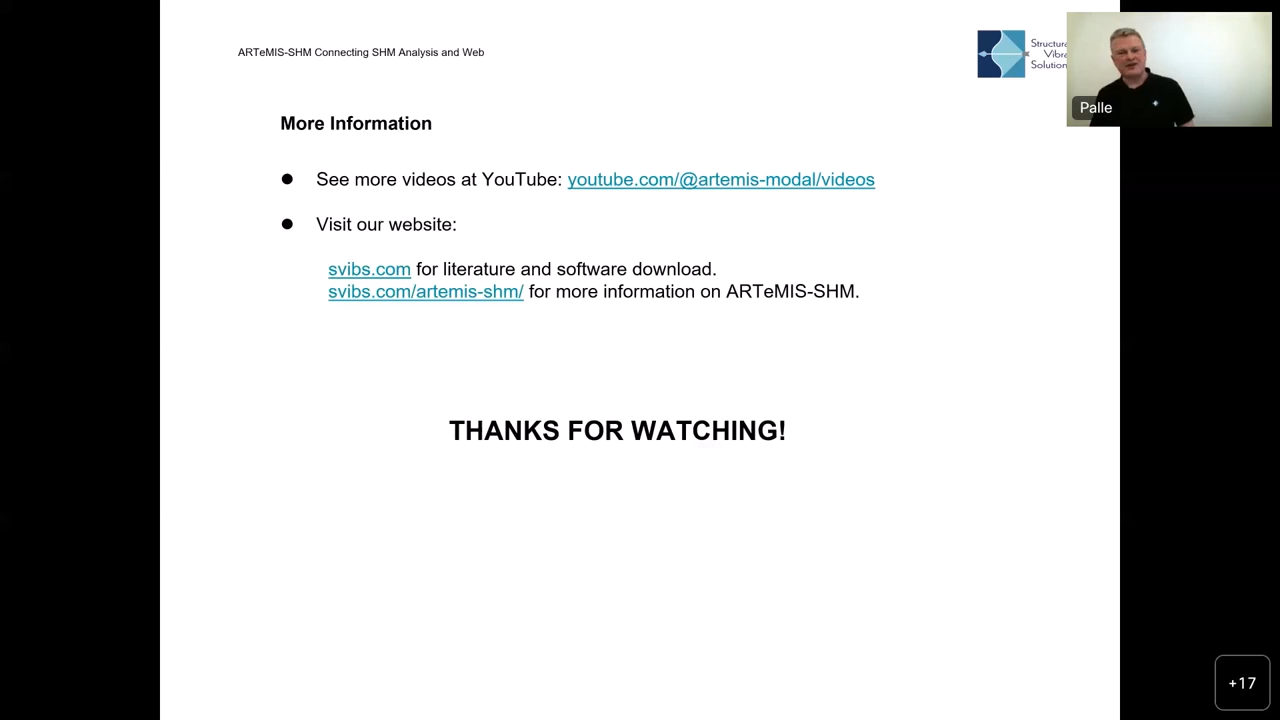 ARTeMIS-SHM Connecting SHM Analysis and Web
Solution
Palle
More Information
● See more videos at YouTube: youtube.com/@artemis-modal/videos
● Visit our website:
svibs.com for literature and software download.
svibs.com/artemis-shm/ for more information on ARTeMIS-SHM.
THANKS FOR WATCHING!
+17